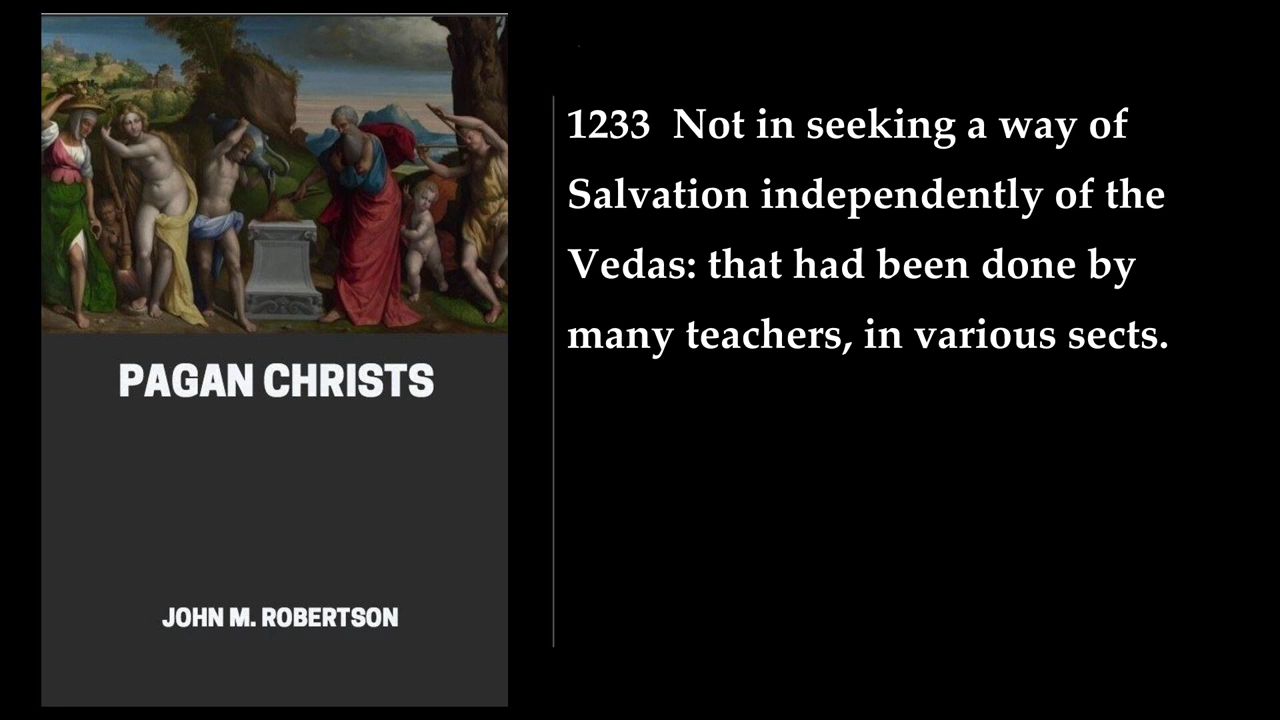 PAGAN CHRISTS
JOHN M. ROBERTSON
1233 Not in seeking a way of
Salvation independently of the
Vedas: that had been done by
many teachers, in various sects.